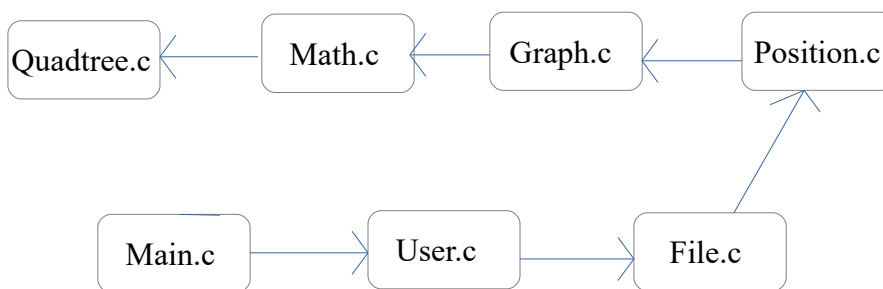 Quadtree.c
Math.c
Graph.c
Position.c
Main.c
User.c
File.c